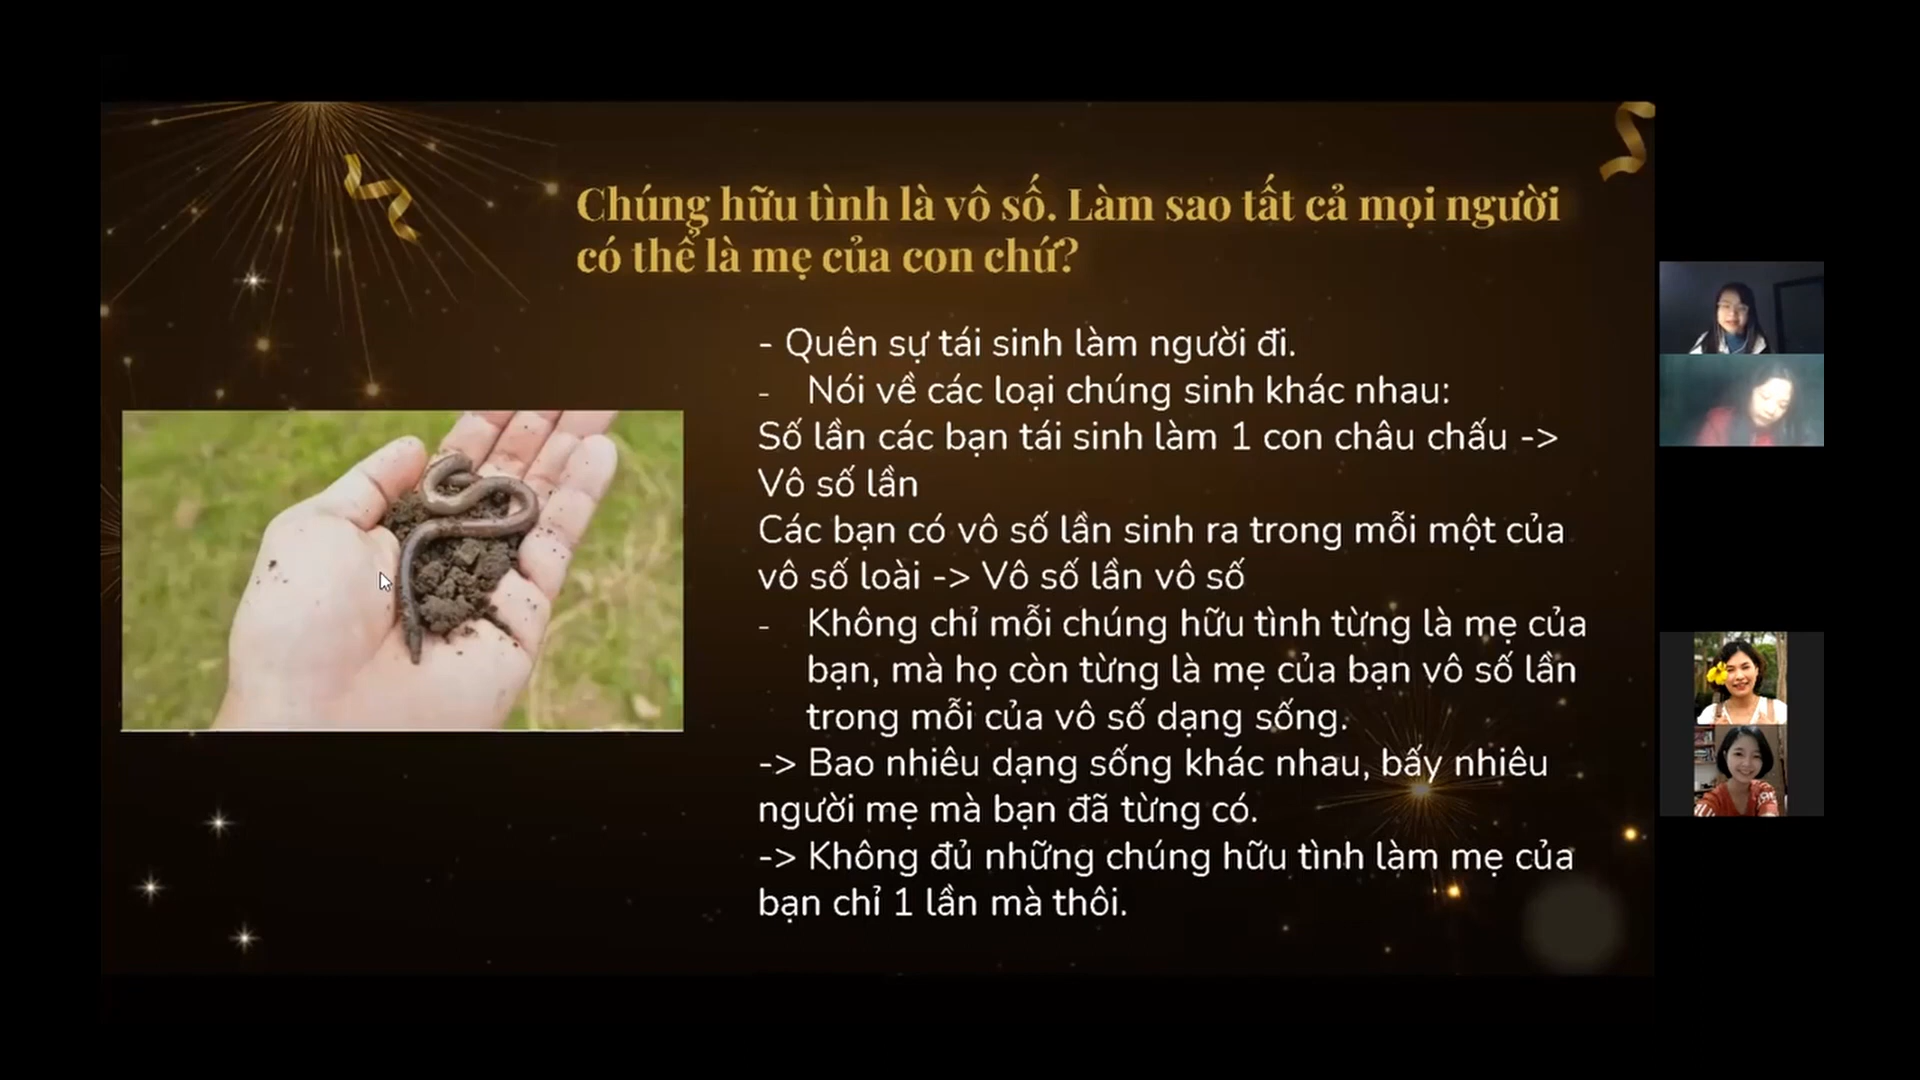 Chúng hữu tình là vô số. Làm sao tất cả mọi người
có thể là mẹ của con chứ?
- Quên sự tái sinh làm người đi.
- Nói về các loại chúng sinh khác nhau:
Số lần các bạn tái sinh làm 1 con châu chấu ->
Vô số lần
Các bạn có vô số lần sinh ra trong mỗi một của
vô số loài -> Vô số lần vô số
- Không chỉ mỗi chúng hữu tình từng là mẹ của
bạn, mà họ còn từng là mẹ của bạn vô số lần
trong mỗi của vô số dạng sống.
-> Bao nhiêu dạng sống khác nhau, bấy nhiêu
người mẹ mà bạn đã từng có.
-> Không đủ những chúng hữu tình làm mẹ của
bạn chỉ 1 lần mà thôi.